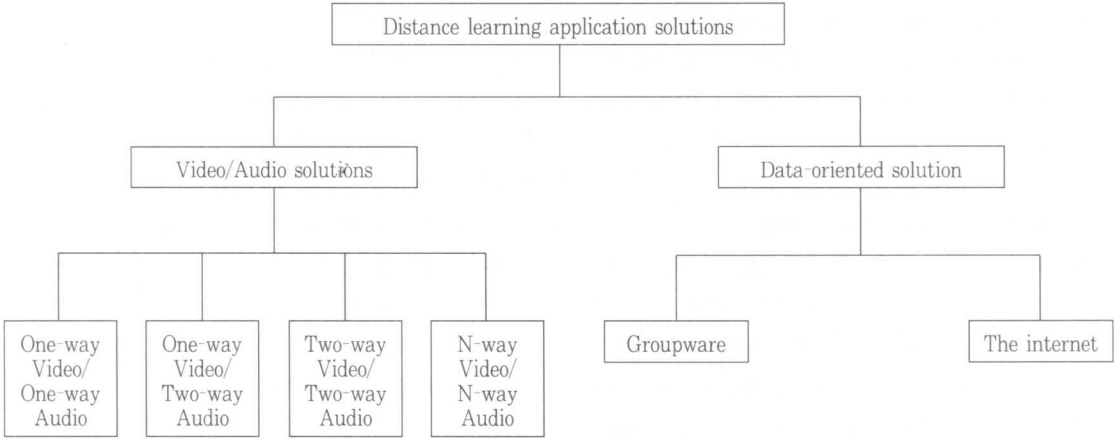 Distance learning application solutions
Video/Audio solutions
Data-oriented solution
One-way
Video/
One-way
Audio
One-way
Video/
Two-way
Audio
Two-way
Video/
Two-way
Audio
N-way
Video/
N-way
Audio
Groupware
The internet